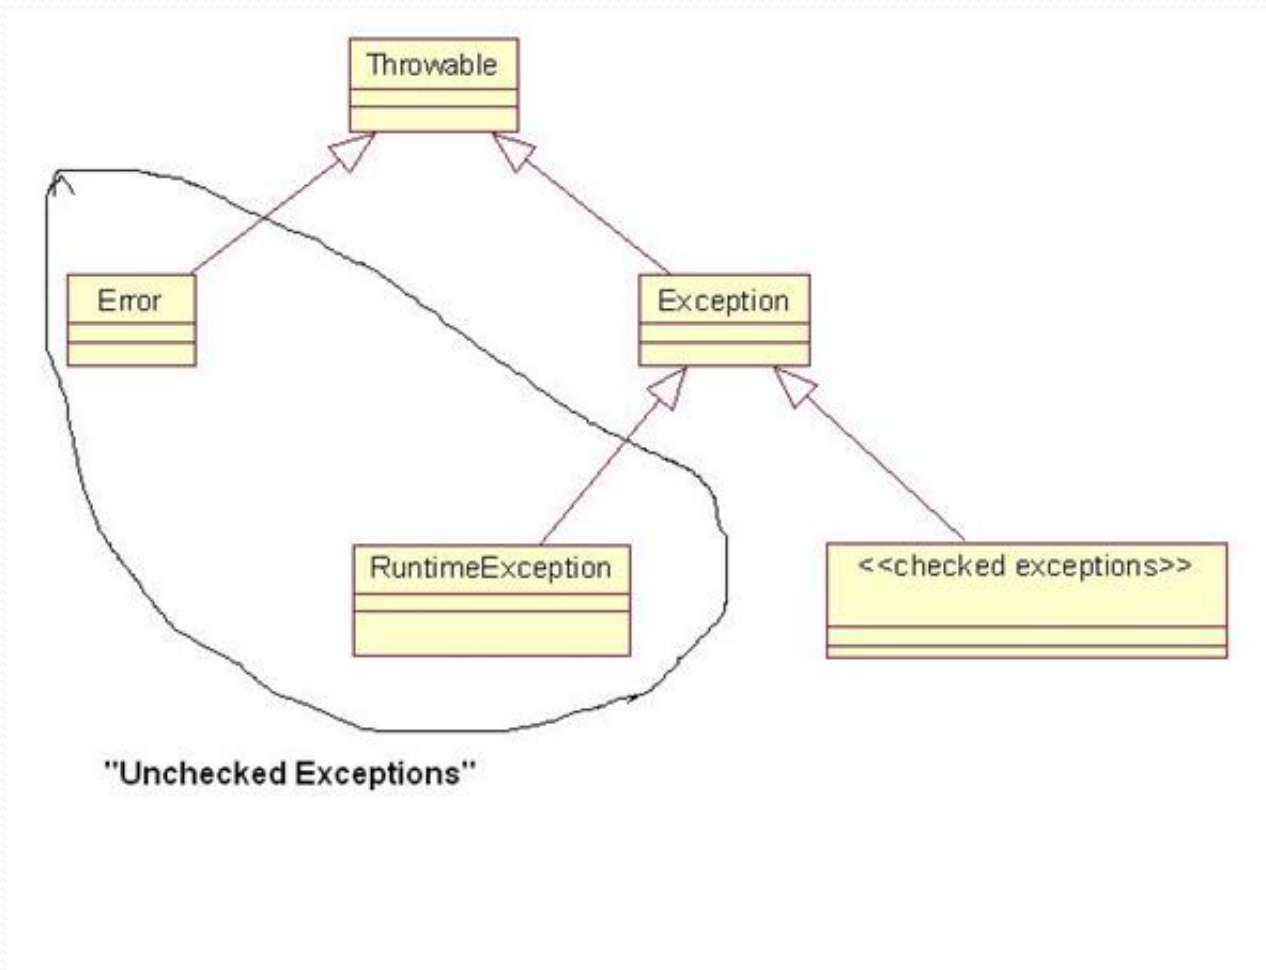 Throwable
Error
Exception
RuntimeException
<<checked exceptions>>
"Unchecked Exceptions"